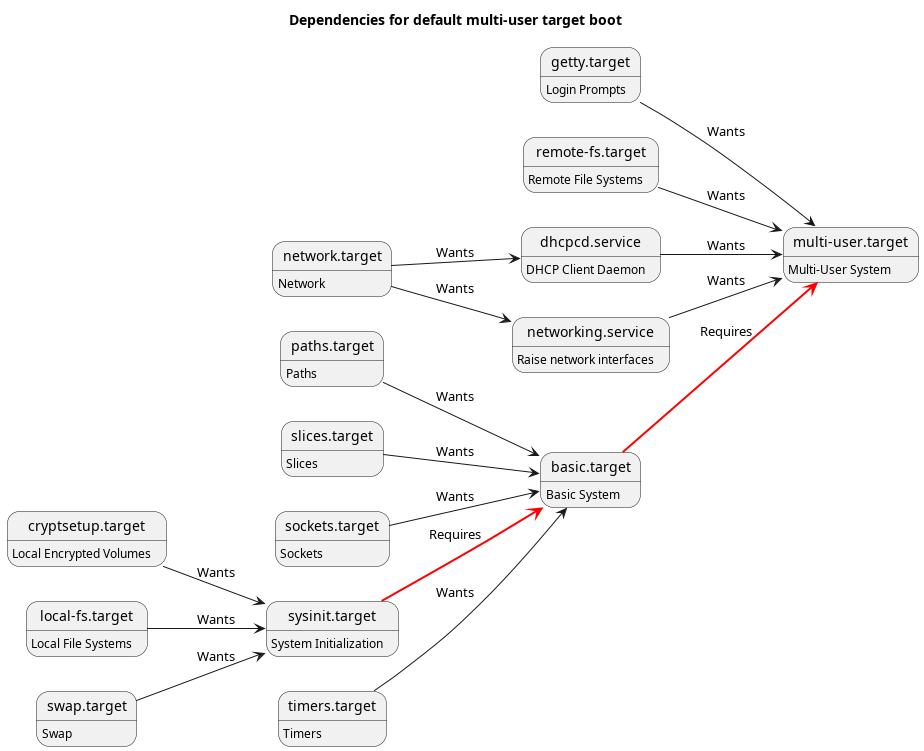 Dependencies for default multi-user target boot
getty.target
Login Prompts
Wants
remote-fs.target
Remote File Systems
Wants
network.target
Network
Wants
Wants
dhcpcd.service
DHCP Client Daemon
Wants
multi-user.target
Multi-User System
networking.service
Raise network interfaces
Wants
Requires
paths.target
Paths
Wants
slices.target
Slices
Wants
basic.target
Basic System
sockets.target
Sockets
Wants
Requires
cryptsetup.target
Local Encrypted Volumes
Wants
local-fs.target
Local File Systems
Wants
sysinit.target
System Initialization
Wants
swap.target
Swap
Wants
timers.target
Timers